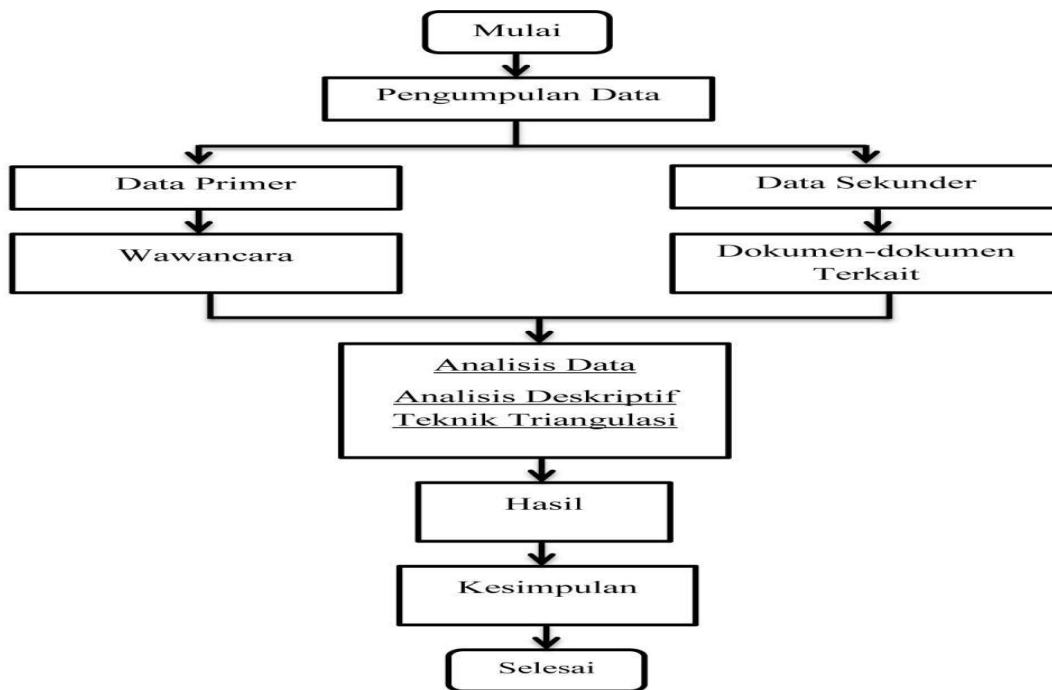 Mulai
Pengumpulan Data
Data Primer
Data Sekunder
Wawancara
Dokumen-dokumen
Terkait
Analisis Data
Analisis Deskriptif
Teknik Triangulasi
Hasil
Kesimpulan
Selesai